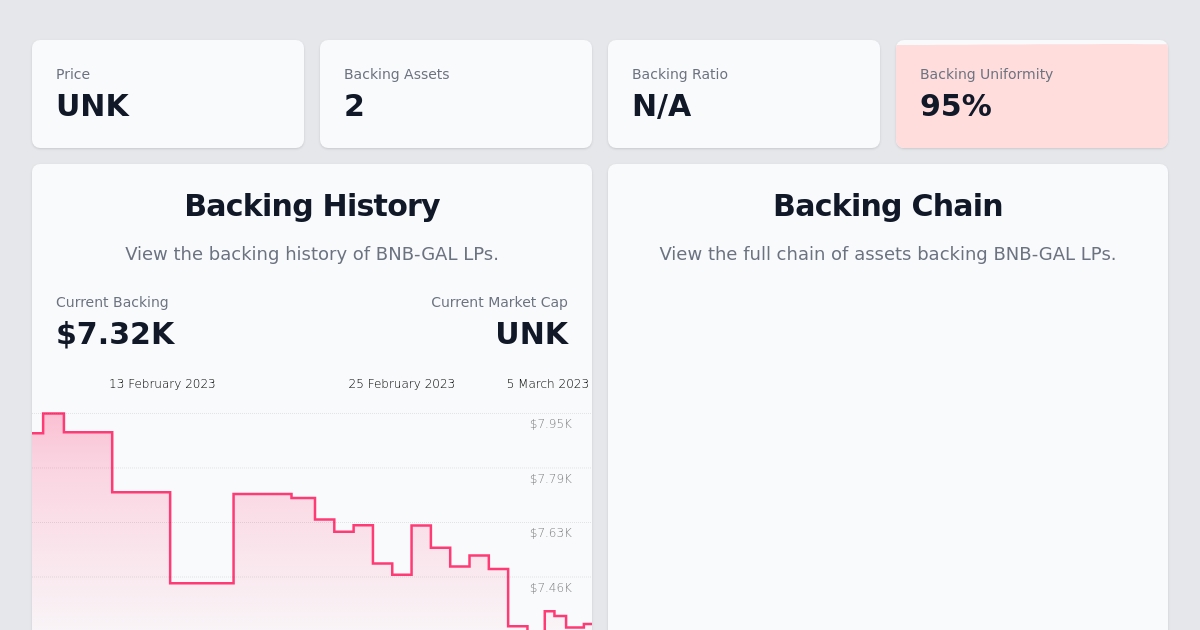 Price
UNK
Backing Assets
2
Backing Ratio
N/A
Backing Uniformity
95%
Backing History
View the backing history of BNB-GAL LPs.
Current Backing
$7.32K
Current Market Cap
UNK
13 February 2023
25 February 2023
5 March 2023
$7.95K
$7.79K
$7.63K
$7.46K
Backing Chain
View the full chain of assets backing BNB-GAL LPs.